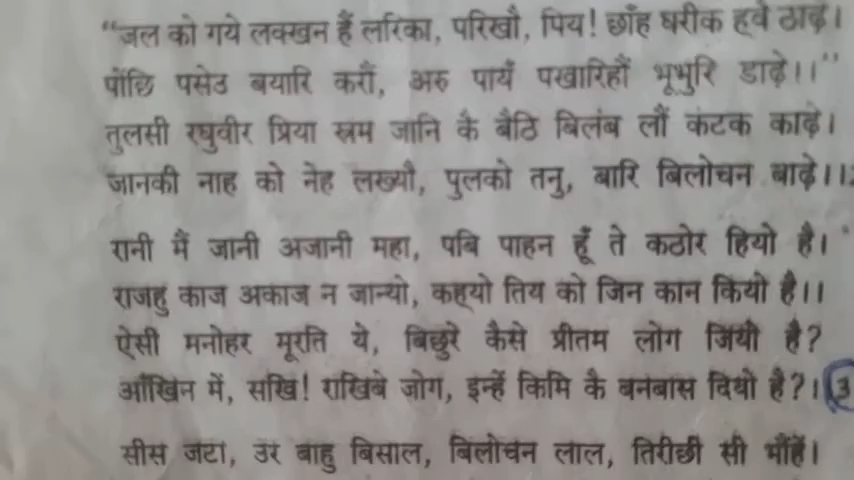 “जल को गये लक्खन हैं लरिका, परिखौ, पिय! छाँह घरीक ह्वै ठाढ़े।
पोंछि पसेउ बयारि करौं, अरु पायँ पखारिहौं भूभुरि डाढ़े।।”
तुलसी रघुवीर प्रिया स्रम जानि कै बैठि बिलंब लौं कंटक काढ़े।
जानकी नाह को नेह लख्यौ, पुलको तनु, बारि बिलोचन बाढ़े।।
रानी मैं जानी अजानी महा, पबि पाहन हूँ ते कठोर हियो है।
राजहु काज अकाज न जान्यो, कह्यो तिय को जिन कान कियो है।।
ऐसी मनोहर मूरति ये, बिछुरे कैसे प्रीतम लोग जियो है?
आँखिन में, सखि! राखिबे जोग, इन्हें किमि कै बनबास दियो है?। 3
सीस जटा, उर बाहु बिसाल, बिलोचन लाल, तिरीछी सी भौंहें।